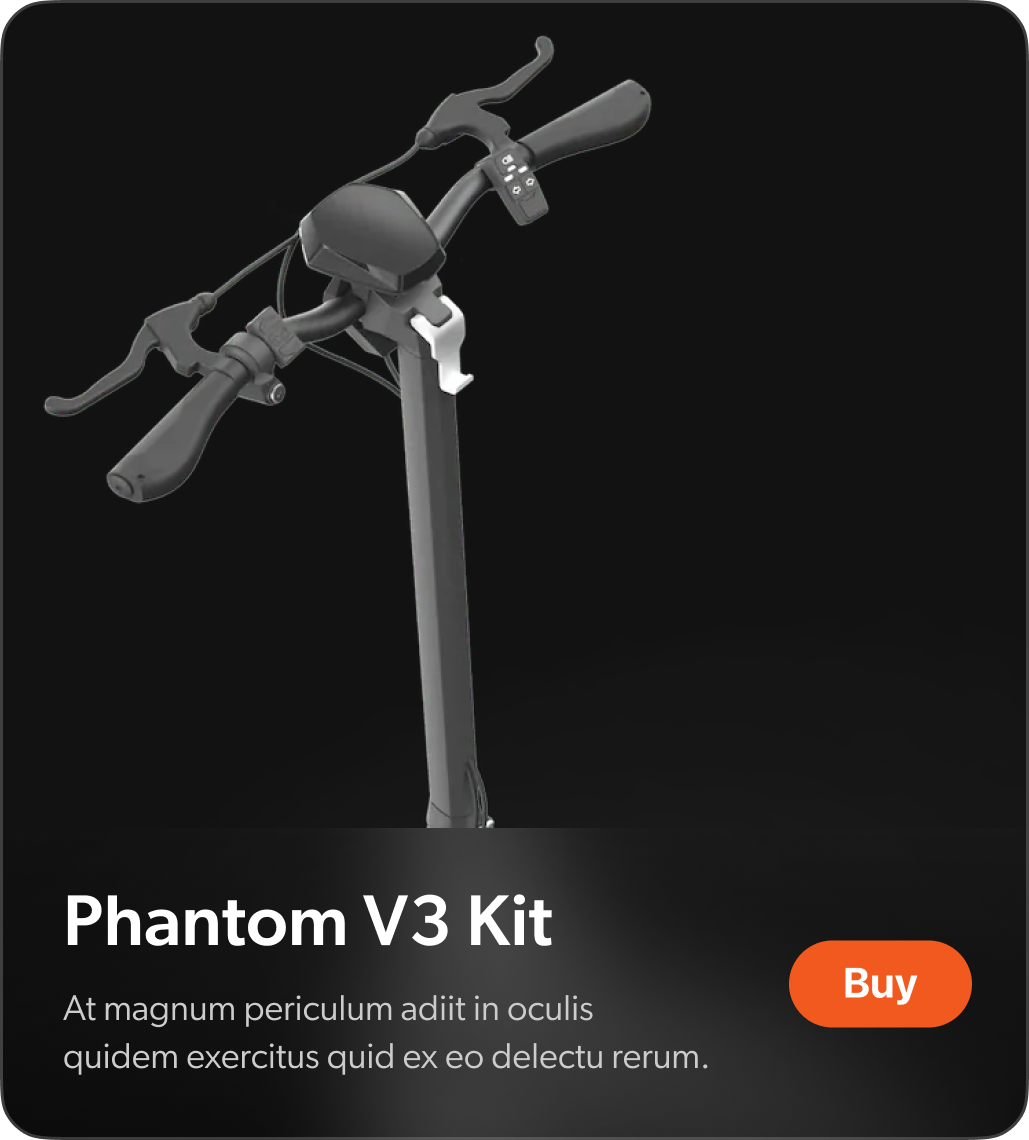 Phantom V3 Kit
At magnum periculum adiit in oculis
quidem exercitus quid ex eo delectu rerum.
Buy